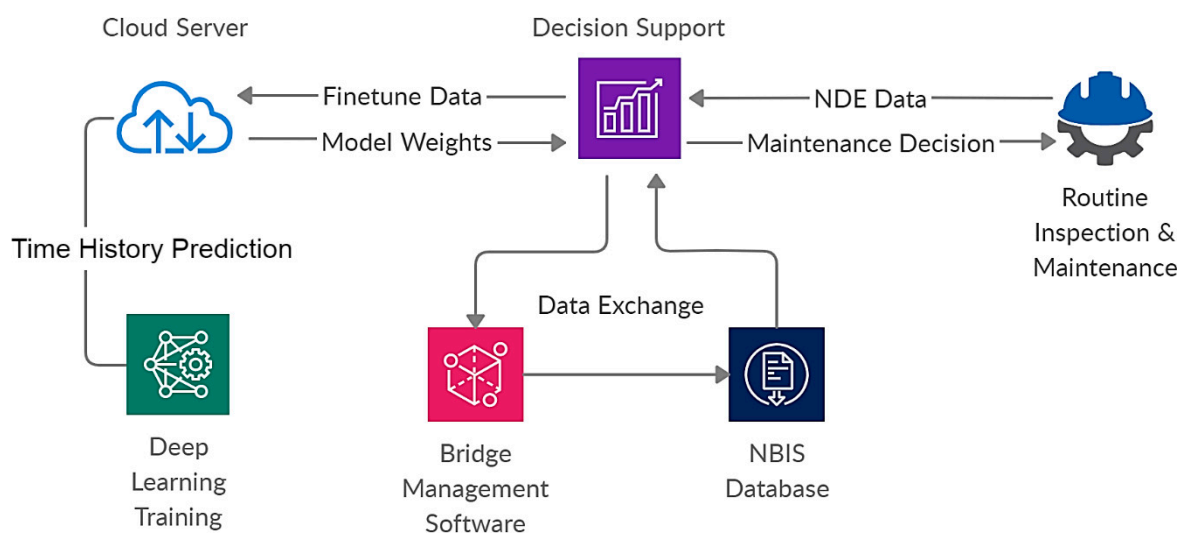 Cloud Server
Decision Support
Finetune Data
NDE Data
Model Weights
Maintenance Decision
Routine
Inspection &
Maintenance
Time History Prediction
Data Exchange
Deep
Learning
Training
Bridge
Management
Software
NBIS
Database